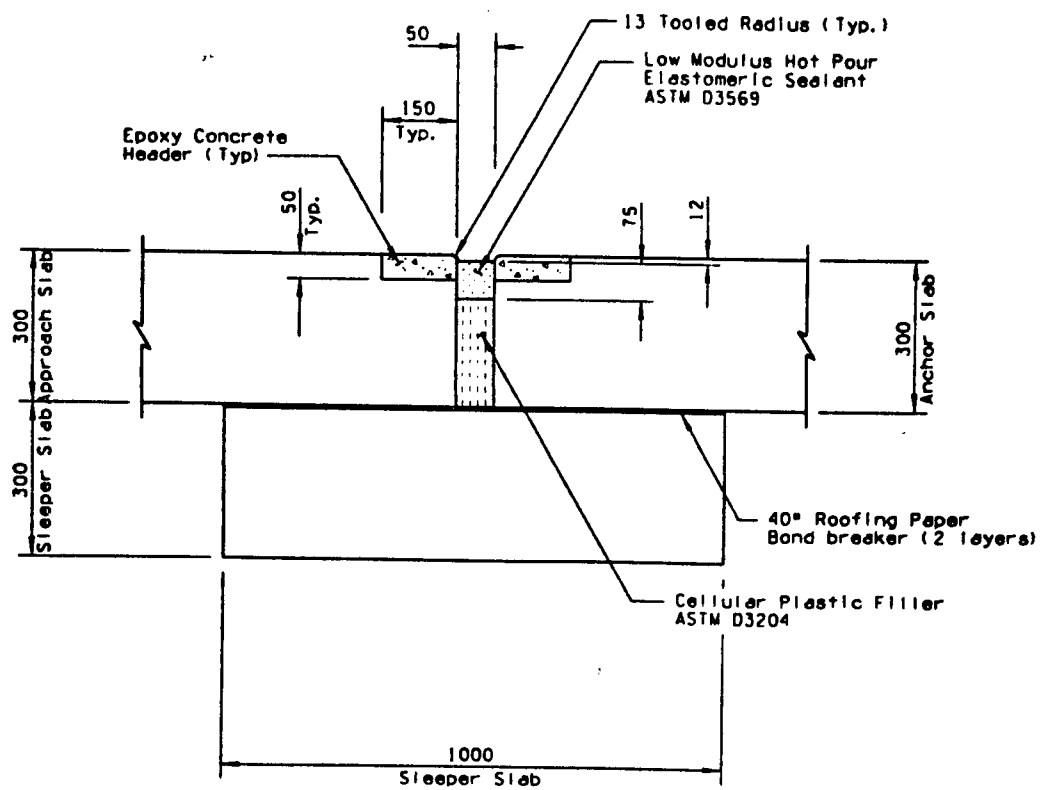 13 Tooled Radius (Typ.)
50
Low Modulus Hot Pour
Elastomeric Sealant
ASTM D3569
150
Typ.
Epoxy Concrete
Header (Typ)
50
Typ.
75
12
300
Approach Slab
300
Anchor Slab
300
Sleeper Slab
40# Roofing Paper
Bond breaker (2 layers)
Cellular Plastic Filler
ASTM D3204
1000
Sleeper Slab